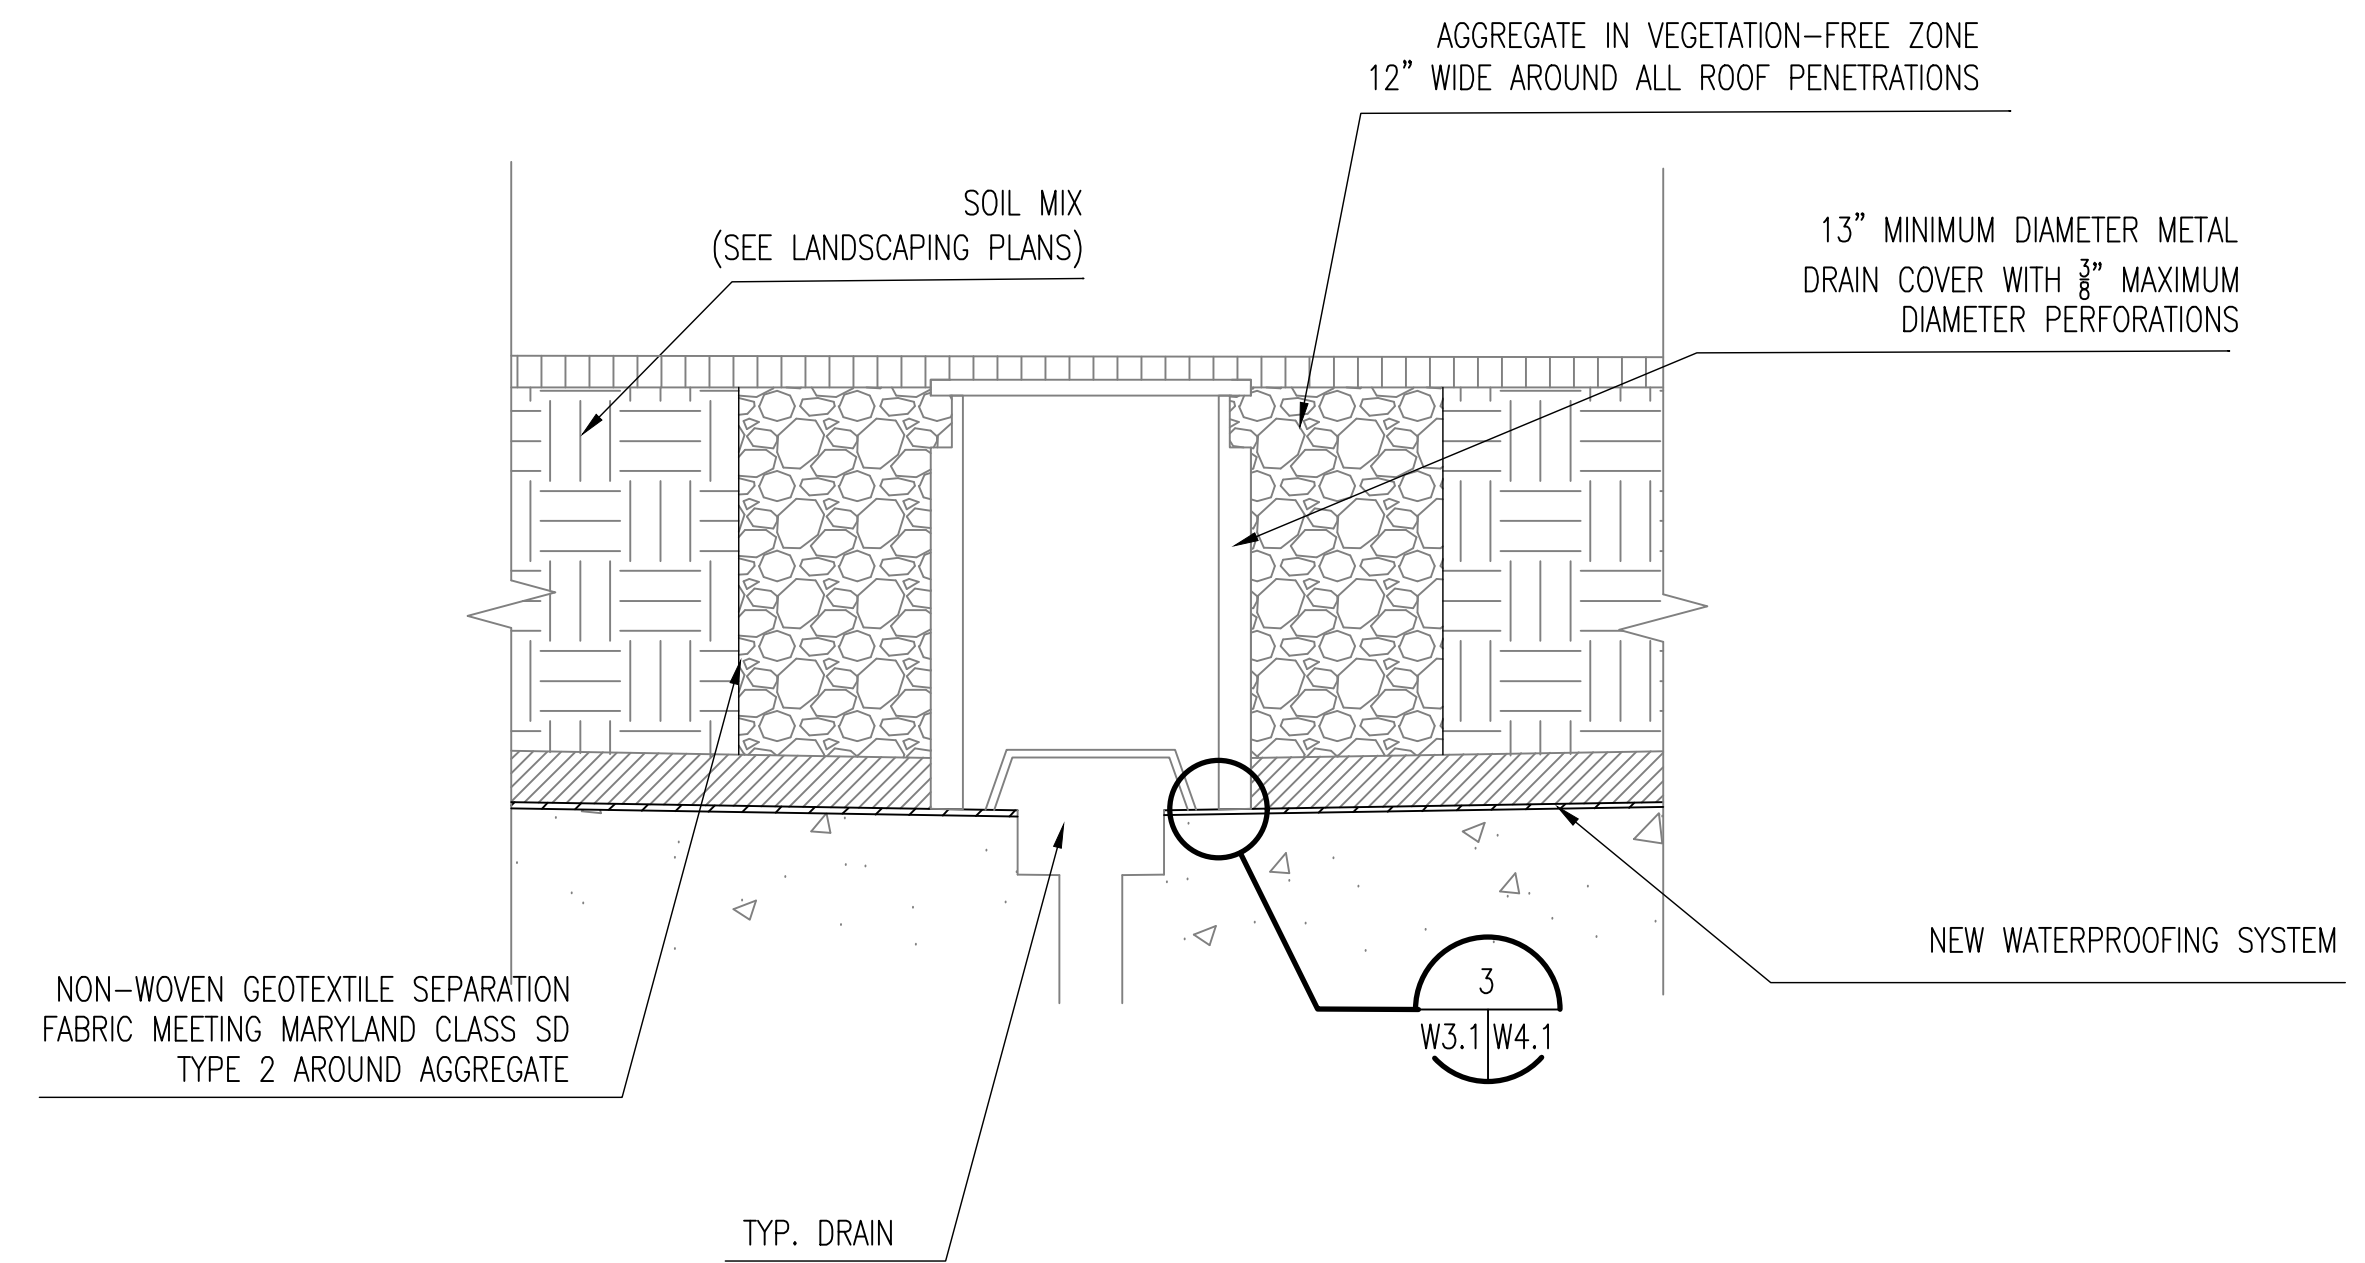 AGGREGATE IN VEGETATION-FREE ZONE
12" WIDE AROUND ALL ROOF PENETRATIONS
SOIL MIX
(SEE LANDSCAPING PLANS)
13" MINIMUM DIAMETER METAL
DRAIN COVER WITH 3/8" MAXIMUM
DIAMETER PERFORATIONS
NEW WATERPROOFING SYSTEM
NON-WOVEN GEOTEXTILE SEPARATION
FABRIC MEETING MARYLAND CLASS SD
TYPE 2 AROUND AGGREGATE
3
W3.1 W4.1
TYP. DRAIN